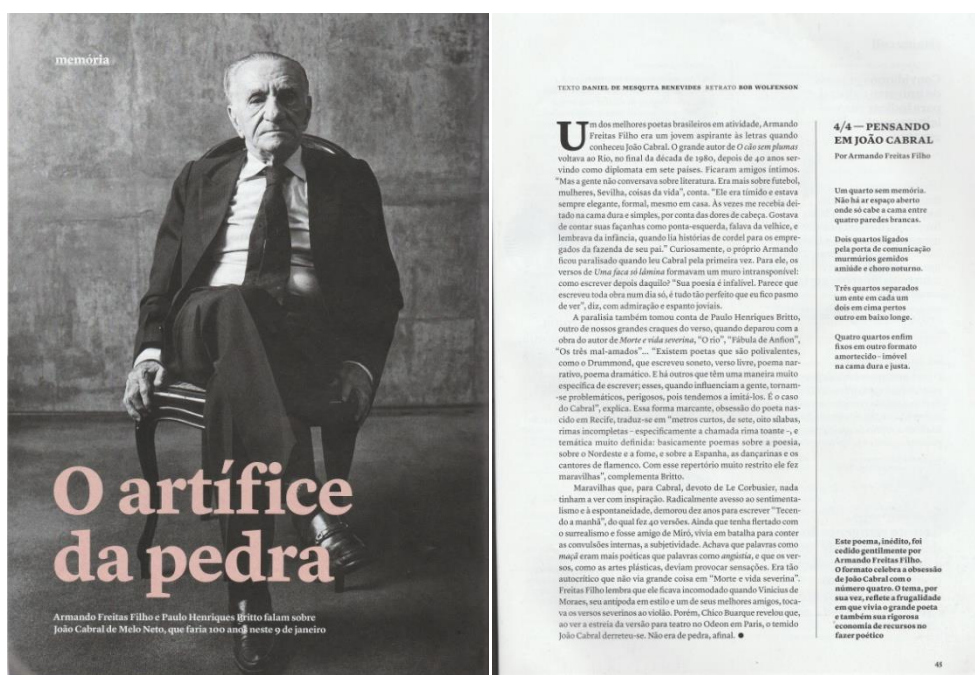 memória
O artífice
da pedra
Armando Freitas Filho e Paulo Henriques Britto falam sobre
João Cabral de Melo Neto, que faria 100 anos neste 9 de janeiro
TEXTO DANIEL DE MESQUITA BENEVIDES RETRATO BOB WOLFENSON
Um dos melhores poetas brasileiros em atividade, Armando
Freitas Filho era um jovem aspirante às letras quando
conheceu João Cabral. O grande autor de O cão sem plumas
voltava ao Rio, no final da década de 1980, depois de 40 anos ser-
vindo como diplomata em sete países. Ficaram amigos íntimos.
"Mas a gente não conversava sobre literatura. Era mais sobre futebol,
mulheres, Sevilha, coisas da vida", conta. "Ele era tímido e estava
sempre elegante, formal, mesmo em casa. Às vezes me recebia dei-
tado na cama dura e simples, por conta das dores de cabeça. Gostava
de contar suas façanhas como ponta-esquerda, falava da velhice, e
lembrava da infância, quando lia histórias de cordel para os empre-
gados da fazenda de seu pai." Curiosamente, o próprio Armando
ficou paralisado quando leu Cabral pela primeira vez. Para ele, os
versos de Uma faca só lâmina formavam um muro intransponível:
como escrever depois daquilo? "Sua poesia é infalível. Parece que
escreveu toda obra num dia só, é tudo tão perfeito que eu fico pasmo
de ver", diz, com admiração e espanto joviais.
A paralisia também tomou conta de Paulo Henriques Britto,
outro de nossos grandes craques do verso, quando deparou com a
obra do autor de Morte e vida severina, "O rio", "Fábula de Anfion",
"Os três mal-amados"... "Existem poetas que são polivalentes,
como o Drummond, que escreveu soneto, verso livre, poema nar-
rativo, poema dramático. E há outros que têm uma maneira muito
específica de escrever; esses, quando influenciam a gente, tornam-
-se problemáticos, perigosos, pois tendemos a imitá-los. É o caso
do Cabral", explica. Essa forma marcante, obsessão do poeta nas-
cido em Recife, traduz-se em "metros curtos, de sete, oito sílabas,
rimas incompletas – especificamente a chamada rima toante –, e
temática muito definida: basicamente poemas sobre a poesia,
sobre o Nordeste e a fome, e sobre a Espanha, as dançarinas e os
cantores de flamenco. Com esse repertório muito restrito ele fez
maravilhas", complementa Britto.
Maravilhas que, para Cabral, devoto de Le Corbusier, nada
tinham a ver com inspiração. Radicalmente avesso ao sentimenta-
lismo e à espontaneidade, demorou dez anos para escrever "Tecen-
do a manhã", do qual fez 40 versões. Ainda que tenha flertado com
o surrealismo e fosse amigo de Miró, vivia em batalha para conter
as convulsões internas, a subjetividade. Achava que palavras como
maçã eram mais poéticas que palavras como angústia, e que os ver-
sos, como as artes plásticas, deviam provocar sensações. Era tão
autocrítico que não via grande coisa em "Morte e vida severina".
Freitas Filho lembra que ele ficava incomodado quando Vinicius de
Moraes, seu antípoda em estilo e um de seus melhores amigos, toca-
va os versos severinos ao violão. Porém, Chico Buarque revelou que,
ao ver a estreia da versão para teatro no Odeon em Paris, o temido
João Cabral derreteu-se. Não era de pedra, afinal. ●
4/4 — PENSANDO
EM JOÃO CABRAL
Por Armando Freitas Filho
Um quarto sem memória.
Não há ar espaço aberto
onde só cabe a cama entre
quatro paredes brancas.
Dois quartos ligados
pela porta de comunicação
murmúrios gemidos
amiúde e choro noturno.
Três quartos separados
um ente em cada um
dois em cima pertos
outro em baixo longe.
Quatro quartos enfim
fixos em outro formato
amortecido – imóvel
na cama dura e justa.
Este poema, inédito, foi
cedido gentilmente por
Armando Freitas Filho.
O formato celebra a obsessão
de João Cabral com o
número quatro. O tema, por
sua vez, reflete a frugalidade
em que vivia o grande poeta
e também sua rigorosa
economia de recursos no
fazer poético
45